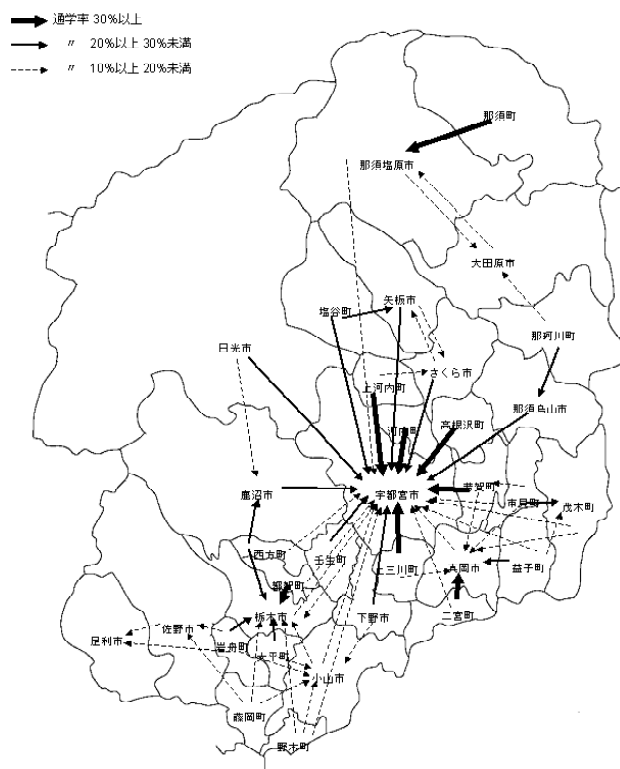 通学率 30%以上
〃 20%以上 30%未満
〃 10%以上 20%未満
那須町
那須塩原市
大田原市
矢板市
塩谷町
那珂川町
日光市
さくら市
上河内町
那須烏山市
高根沢町
河内町
芳賀町
鹿沼市
宇都宮市
市貝町
茂木町
西方町
壬生町
上三川町
真岡市
益子町
都賀町
栃木市
下野市
二宮町
佐野市
足利市
岩舟町
大平町
小山市
藤岡町
野木町